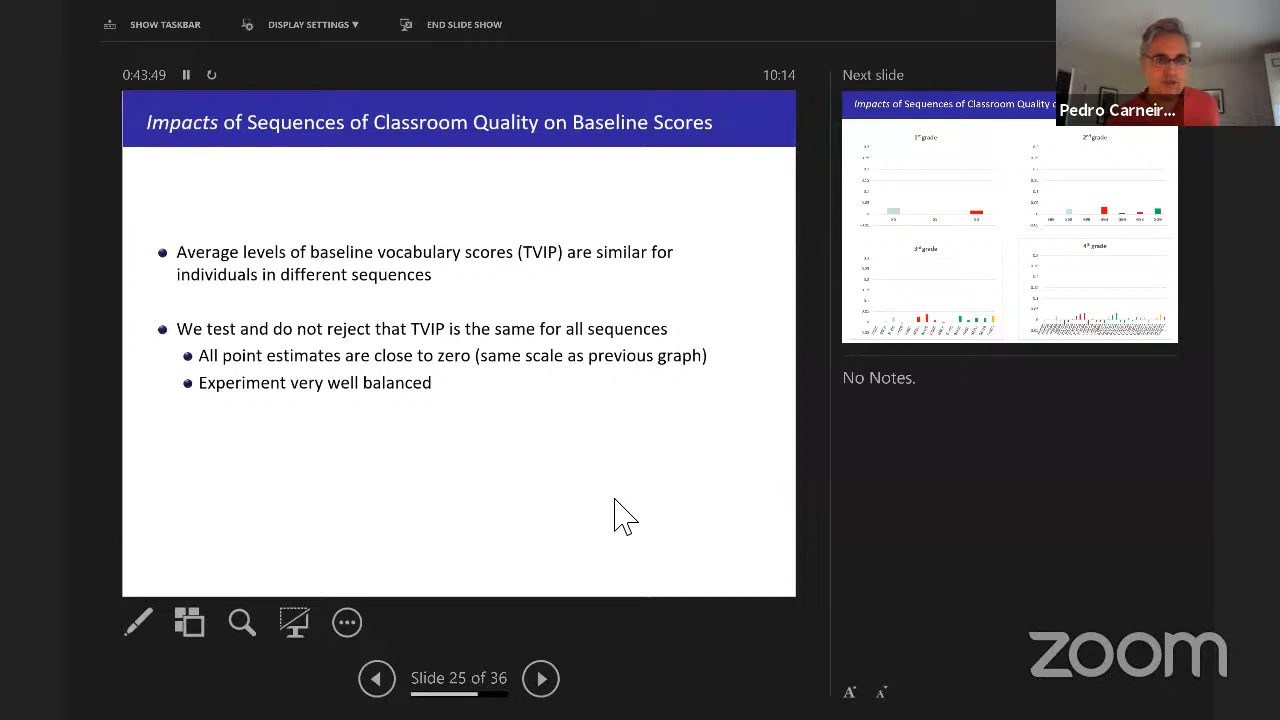 SHOW TASKBAR
DISPLAY SETTINGS ▼
END SLIDE SHOW
0:43:49
10:14
Impacts of Sequences of Classroom Quality on Baseline Scores
Average levels of baseline vocabulary scores (TVIP) are similar for
individuals in different sequences
We test and do not reject that TVIP is the same for all sequences
All point estimates are close to zero (same scale as previous graph)
Experiment very well balanced
Slide 25 of 36
Next slide
Impacts of Sequences of Classroom Quality
1st grade
2nd grade
3rd grade
4th grade
No Notes.
Pedro Carneir...
zoom